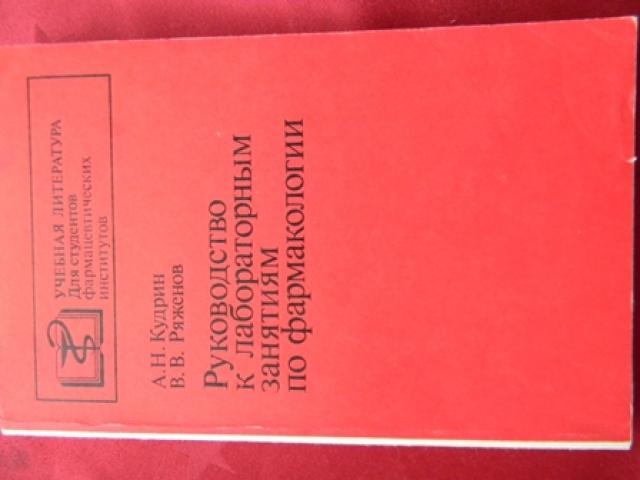 УЧЕБНАЯ ЛИТЕРАТУРА
Для студентов
фармацевтических
институтов
А. Н. Кудрин
В. В. Ряженов
Руководство
к лабораторным
занятиям
по фармакологии